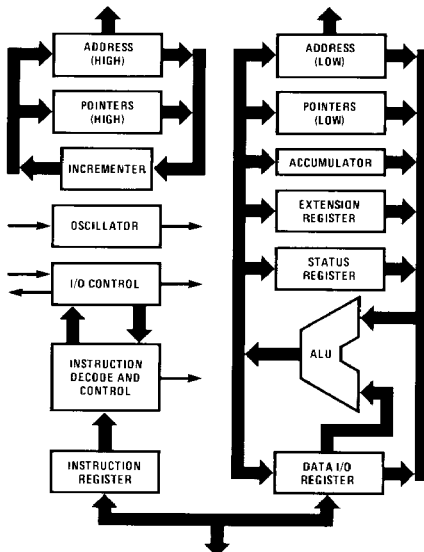 ADDRESS
(HIGH)
POINTERS
(HIGH)
INCREMENTER
OSCILLATOR
I/O CONTROL
INSTRUCTION
DECODE AND
CONTROL
INSTRUCTION
REGISTER
ADDRESS
(LOW)
POINTERS
(LOW)
ACCUMULATOR
EXTENSION
REGISTER
STATUS
REGISTER
ALU
DATA I/O
REGISTER